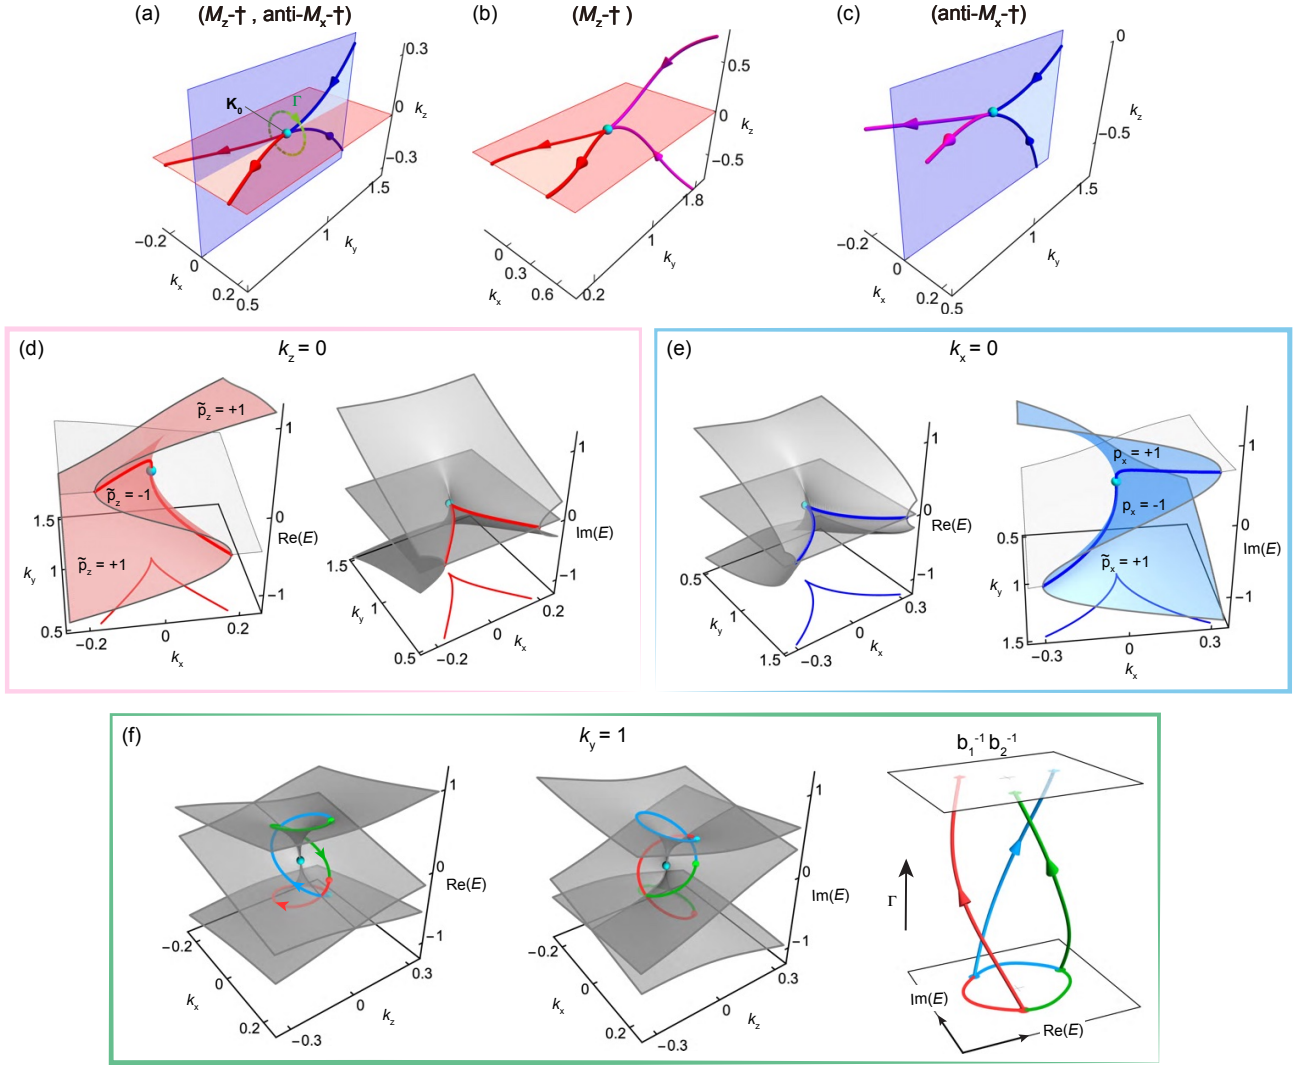 (a) (Mz-†, anti-Mx-†)
(b) (Mz-†)
(c) (anti-Mx-†)
K0
Γ
0.3
0
kz
−0.3
1.5
1
ky
−0.2
0
kx
0.2
0.5
0.5
0
kz
−0.5
1.8
1
ky
0
0.3
kx
0.6
0.2
0
kz
−0.5
1.5
1
ky
−0.2
0
kx
0.2
0.5
(d) kz = 0
p̃z = +1
p̃z = -1
p̃z = +1
1
0
Re(E)
−1
1.5
ky
1
0.5
−0.2
0
0.2
kx
1
0
Im(E)
−1
1.5
ky
1
0.5
−0.2
0
kx
0.2
(e) kx = 0
1
0
Re(E)
−1
0.5
ky
1
1.5
−0.3
0
kx
0.3
px = +1
px = -1
p̃x = +1
1
0
Im(E)
−1
0.5
ky
1
1.5
−0.3
0
0.3
kx
(f) ky = 1
1
0
Re(E)
−1
−0.2
0
kx
0.2
−0.3
0
kz
0.3
1
0
Im(E)
−1
−0.2
0
kx
0.2
−0.3
0
kz
0.3
b1-1 b2-1
Γ
Im(E)
Re(E)